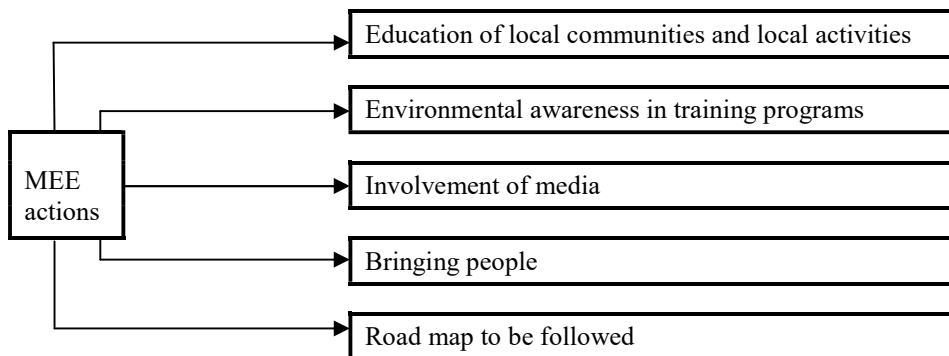 Education of local communities and local activities
Environmental awareness in training programs
MEE
actions
Involvement of media
Bringing people
Road map to be followed